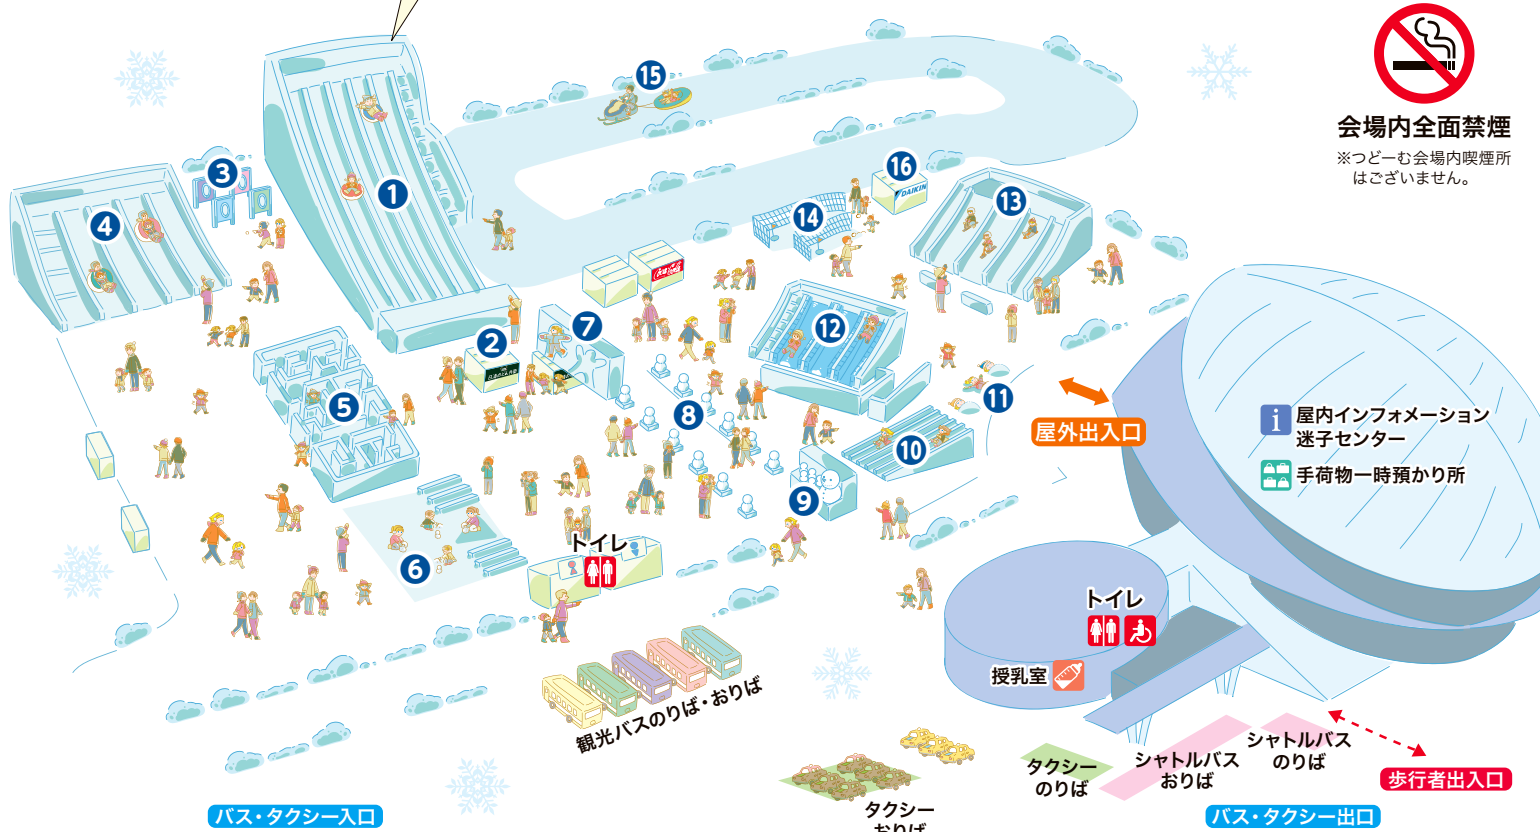 15
会場内全面禁煙
※つどーむ会場内喫煙所
はございません。
3
1
16
DAIKIN
4
14
13
Coca-Cola
7
12
2
5
8
11
屋外出入口
i 屋内インフォメーション
迷子センター
手荷物一時預かり所
10
9
6
トイレ
トイレ
授乳室
観光バスのりば・おりば
タクシー
のりば
シャトルバス
おりば
シャトルバス
のりば
歩行者出入口
タクシー
おりば
バス・タクシー入口
バス・タクシー出口